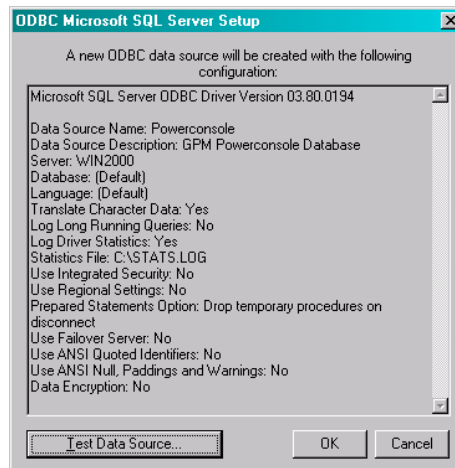 ODBC Microsoft SQL Server Setup
A new ODBC data source will be created with the following
configuration:
Microsoft SQL Server ODBC Driver Version 03.80.0194
Data Source Name: Powerconsole
Data Source Description: GPM Powerconsole Database
Server: WIN2000
Database: (Default)
Language: (Default)
Translate Character Data: Yes
Log Long Running Queries: No
Log Driver Statistics: Yes
Statistics File: C:\STATS.LOG
Use Integrated Security: No
Use Regional Settings: No
Prepared Statements Option: Drop temporary procedures on
disconnect
Use Failover Server: No
Use ANSI Quoted Identifiers: No
Use ANSI Null, Paddings and Warnings: No
Data Encryption: No
Test Data Source... OK Cancel